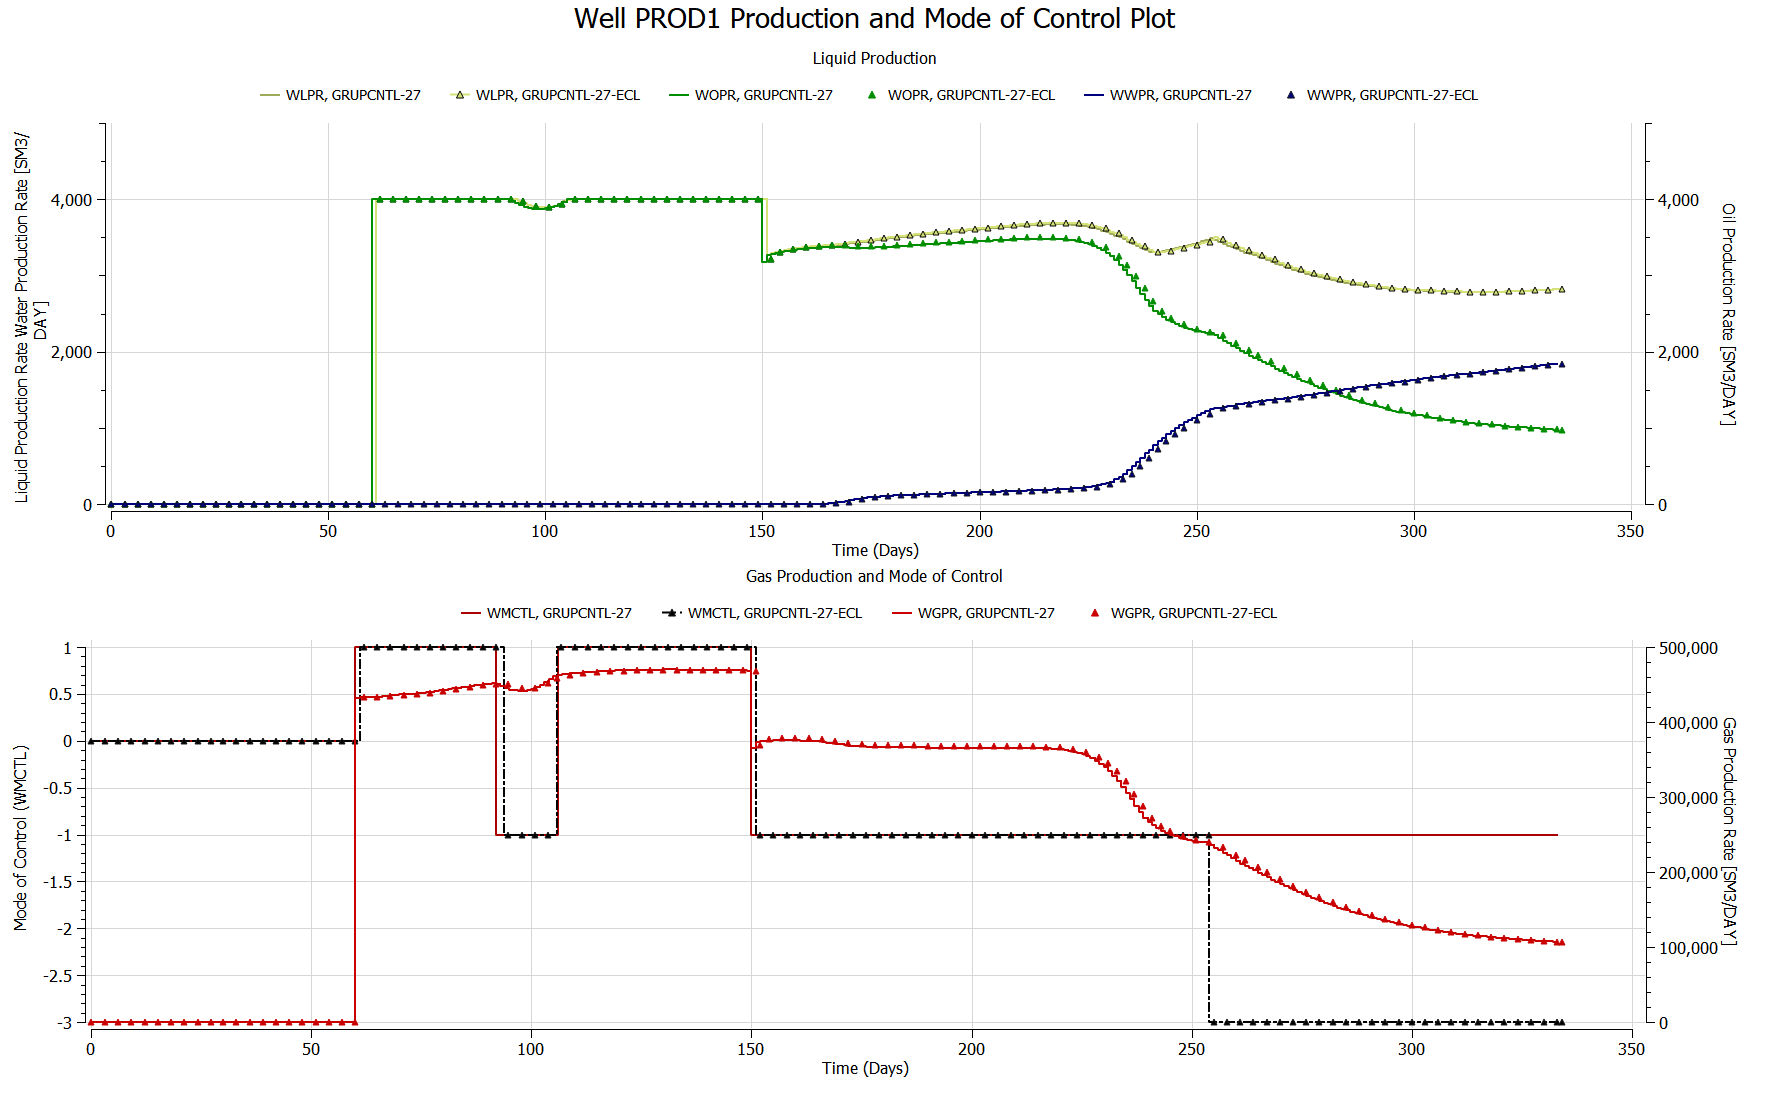 Well PROD1 Production and Mode of Control Plot
Liquid Production
WLPR, GRUPCNTL-27 WLPR, GRUPCNTL-27-ECL WOPR, GRUPCNTL-27 WOPR, GRUPCNTL-27-ECL WWPR, GRUPCNTL-27 WWPR, GRUPCNTL-27-ECL
Liquid Production Rate Water Production Rate [SM3/
DAY]
4,000
2,000
0
4,000
2,000
0
Oil Production Rate [SM3/DAY]
0 50 100 150 200 250 300 350
Time (Days)
Gas Production and Mode of Control
WMCTL, GRUPCNTL-27 WMCTL, GRUPCNTL-27-ECL WGPR, GRUPCNTL-27 WGPR, GRUPCNTL-27-ECL
Mode of Control (WMCTL)
1
0.5
0
-0.5
-1
-1.5
-2
-2.5
-3
500,000
400,000
300,000
200,000
100,000
0
Gas Production Rate [SM3/DAY]
0 50 100 150 200 250 300 350
Time (Days)